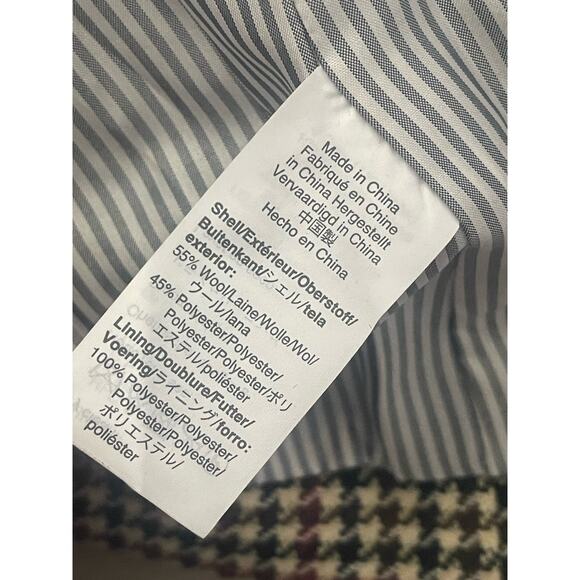 Made in China
Fabriqué en Chine
in China Hergestellt
Vervaardigd in China
中国製
Hecho en China
Shell/Extérieur/Oberstoff/
Buitenkant/シェル/tela
exterior:
55% Wool/Laine/Wolle/Wol/
ウール/lana
45% Polyester/Polyester/
Polyester/Polyester/ポリ
エステル/poliéster
Lining/Doublure/Futter/
Voering/ライニング/forro:
100% Polyester/Polyester/
Polyester/Polyester/
ポリエステル/
poliéster